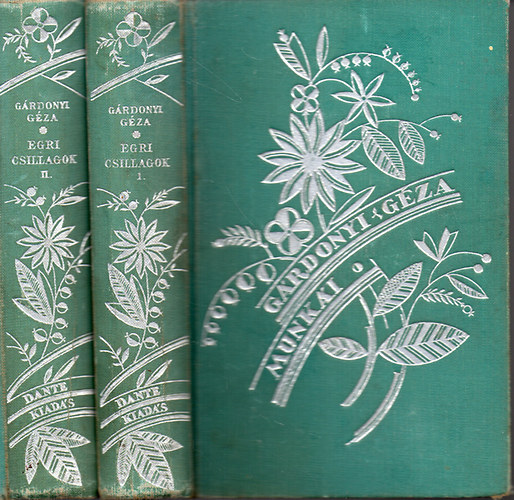 GÁRDONYI
GÉZA
EGRI
CSILLAGOK
II.
DANTE
KIADÁS
GÁRDONYI
GÉZA
EGRI
CSILLAGOK
I.
DANTE
KIADÁS
GÁRDONYI GÉZA
MUNKÁI